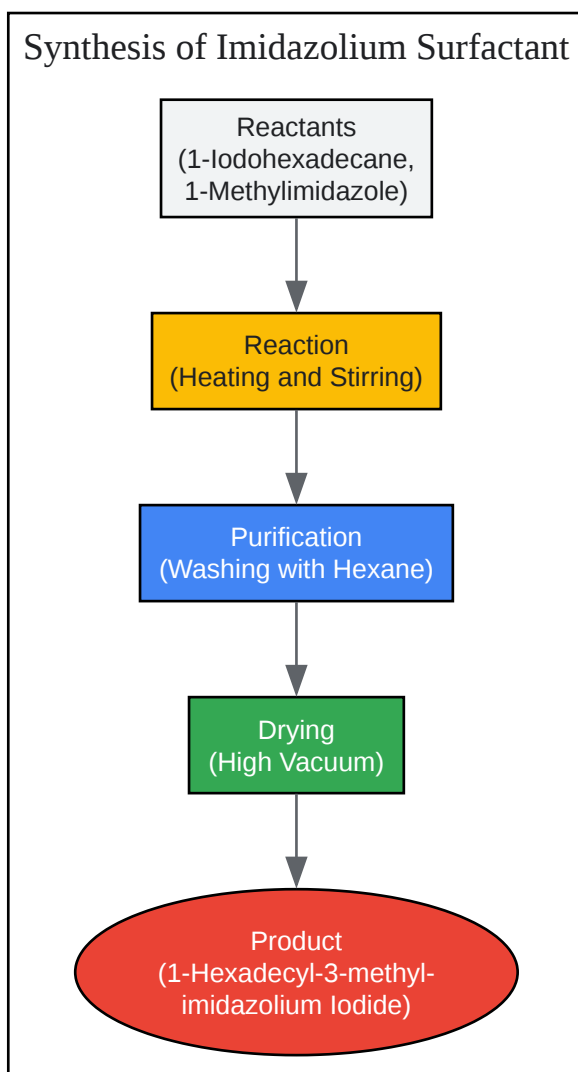 Synthesis of Imidazolium Surfactant
Reactants
(1-Iodohexadecane,
1-Methylimidazole)
Reaction
(Heating and Stirring)
Purification
(Washing with Hexane)
Drying
(High Vacuum)
Product
(1-Hexadecyl-3-methyl-
imidazolium Iodide)